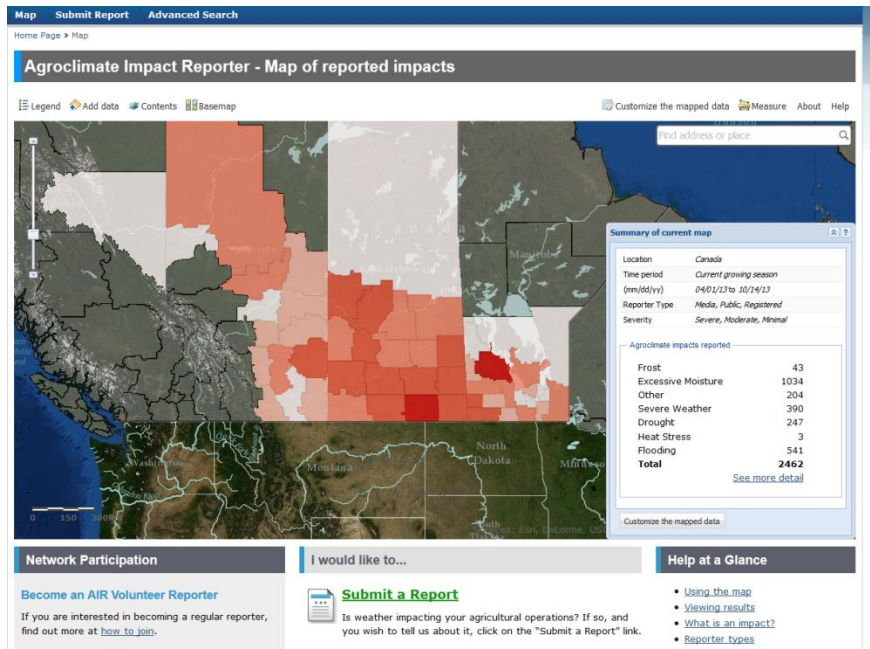 Map Submit Report Advanced Search
Home Page » Map
Agroclimate Impact Reporter - Map of reported impacts
Legend Add data Contents Basemap Customize the mapped data Measure About Help
Find address or place
Canada
Manitoba
Summary of current map
Location Canada
Time period Current growing season
(mm/dd/yy) 04/01/13 to 10/14/13
Reporter Type Media, Public, Registered
Severity Severe, Moderate, Minimal
Agroclimate impacts reported
Frost 43
Excessive Moisture 1034
Other 204
Severe Weather 390
Drought 247
Heat Stress 3
Flooding 541
Total 2462
See more detail
Customize the mapped data
Washington
Montana
North
Dakota
0 150 300
Esri, DeLorme, US
Network Participation
Become an AIR Volunteer Reporter
If you are interested in becoming a regular reporter,
find out more at how to join.
I would like to...
Submit a Report
Is weather impacting your agricultural operations? If so, and
you wish to tell us about it, click on the "Submit a Report" link.
Help at a Glance
Using the map
Viewing results
What is an impact?
Reporter types